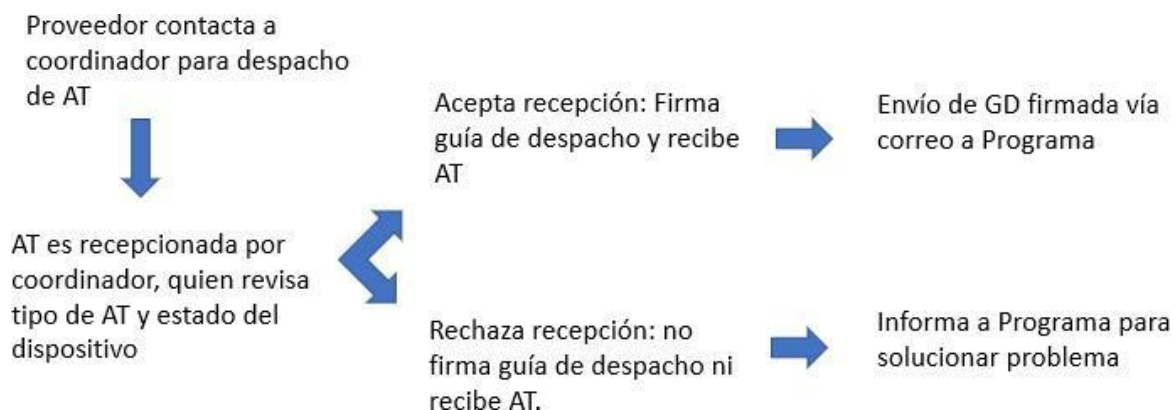 Proveedor contacta a
coordinador para despacho
de AT
AT es recepcionada por
coordinador, quien revisa
tipo de AT y estado del
dispositivo
Acepta recepción: Firma
guía de despacho y recibe
AT
Envío de GD firmada vía
correo a Programa
Rechaza recepción: no
firma guía de despacho ni
recibe AT.
Informa a Programa para
solucionar problema